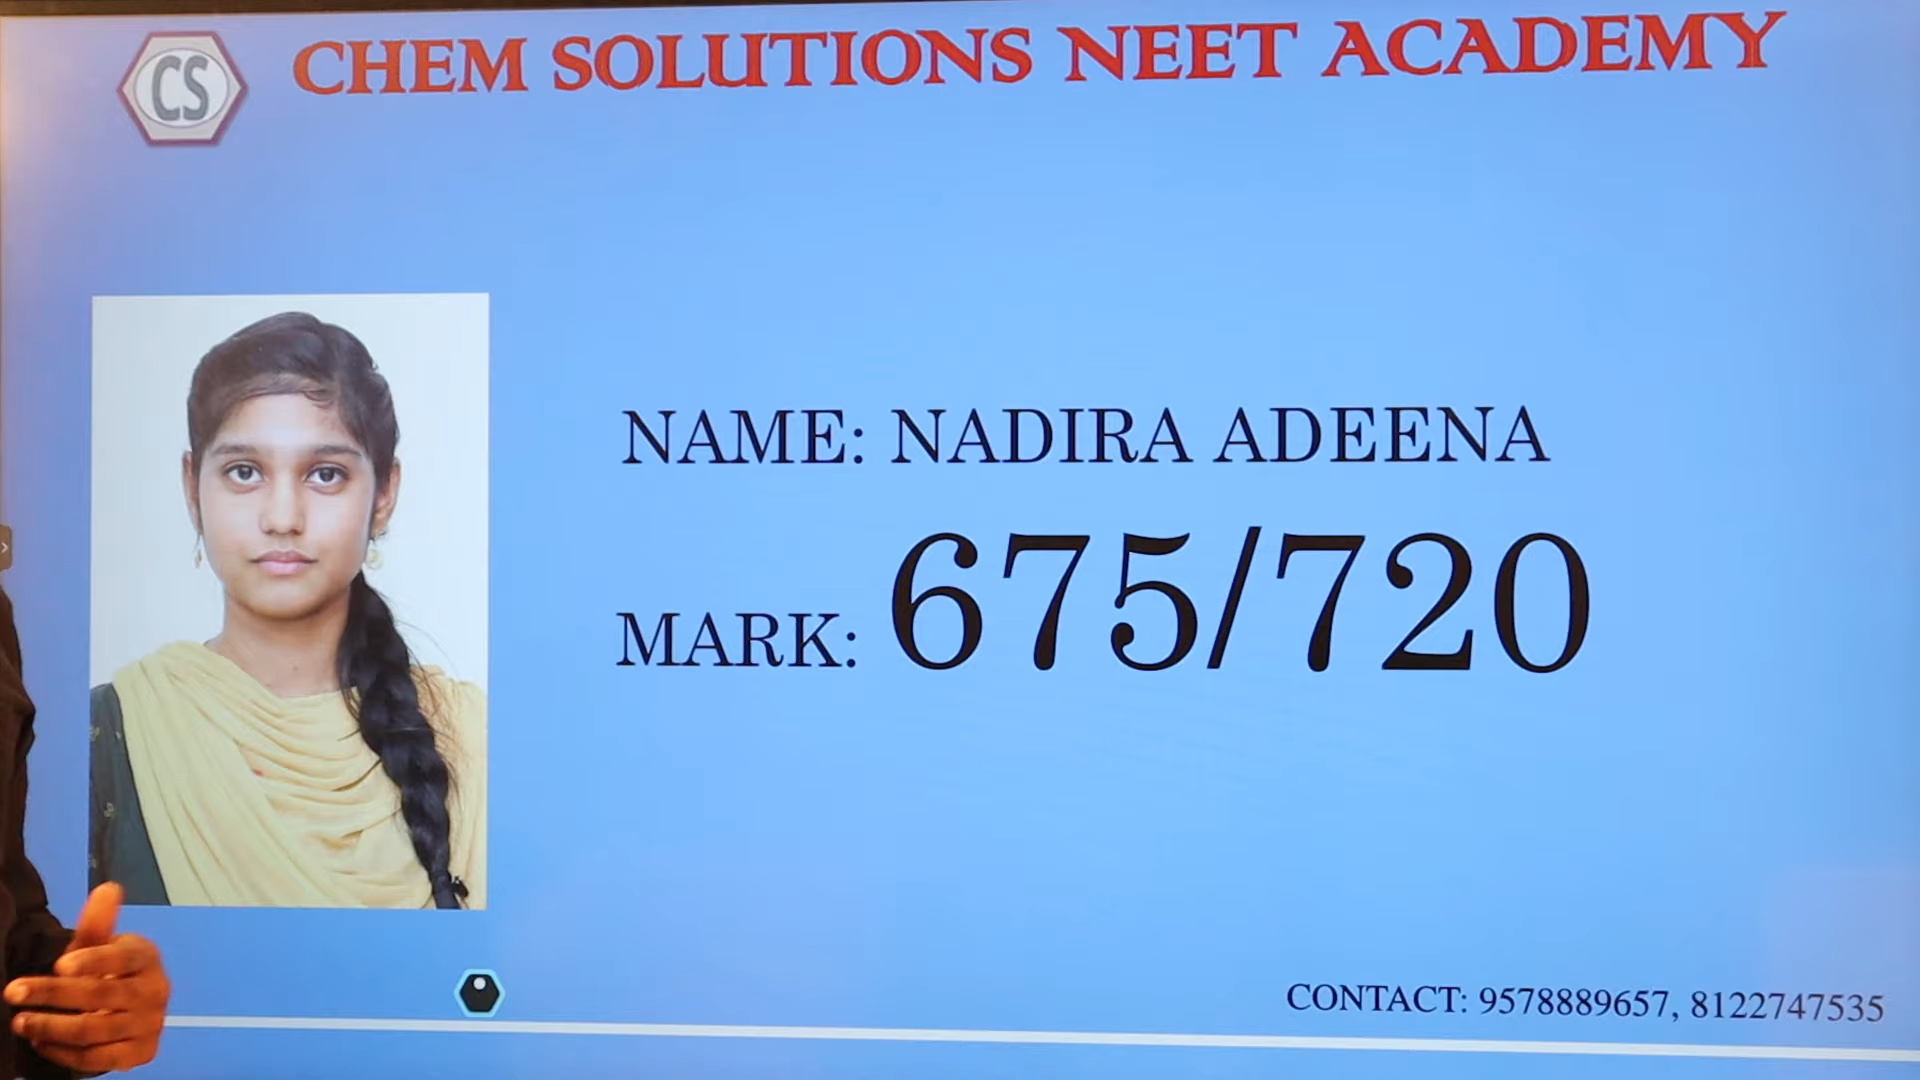 CS
CHEM SOLUTIONS NEET ACADEMY
NAME: NADIRA ADEENA
MARK: 675/720
CONTACT: 9578889657, 8122747535